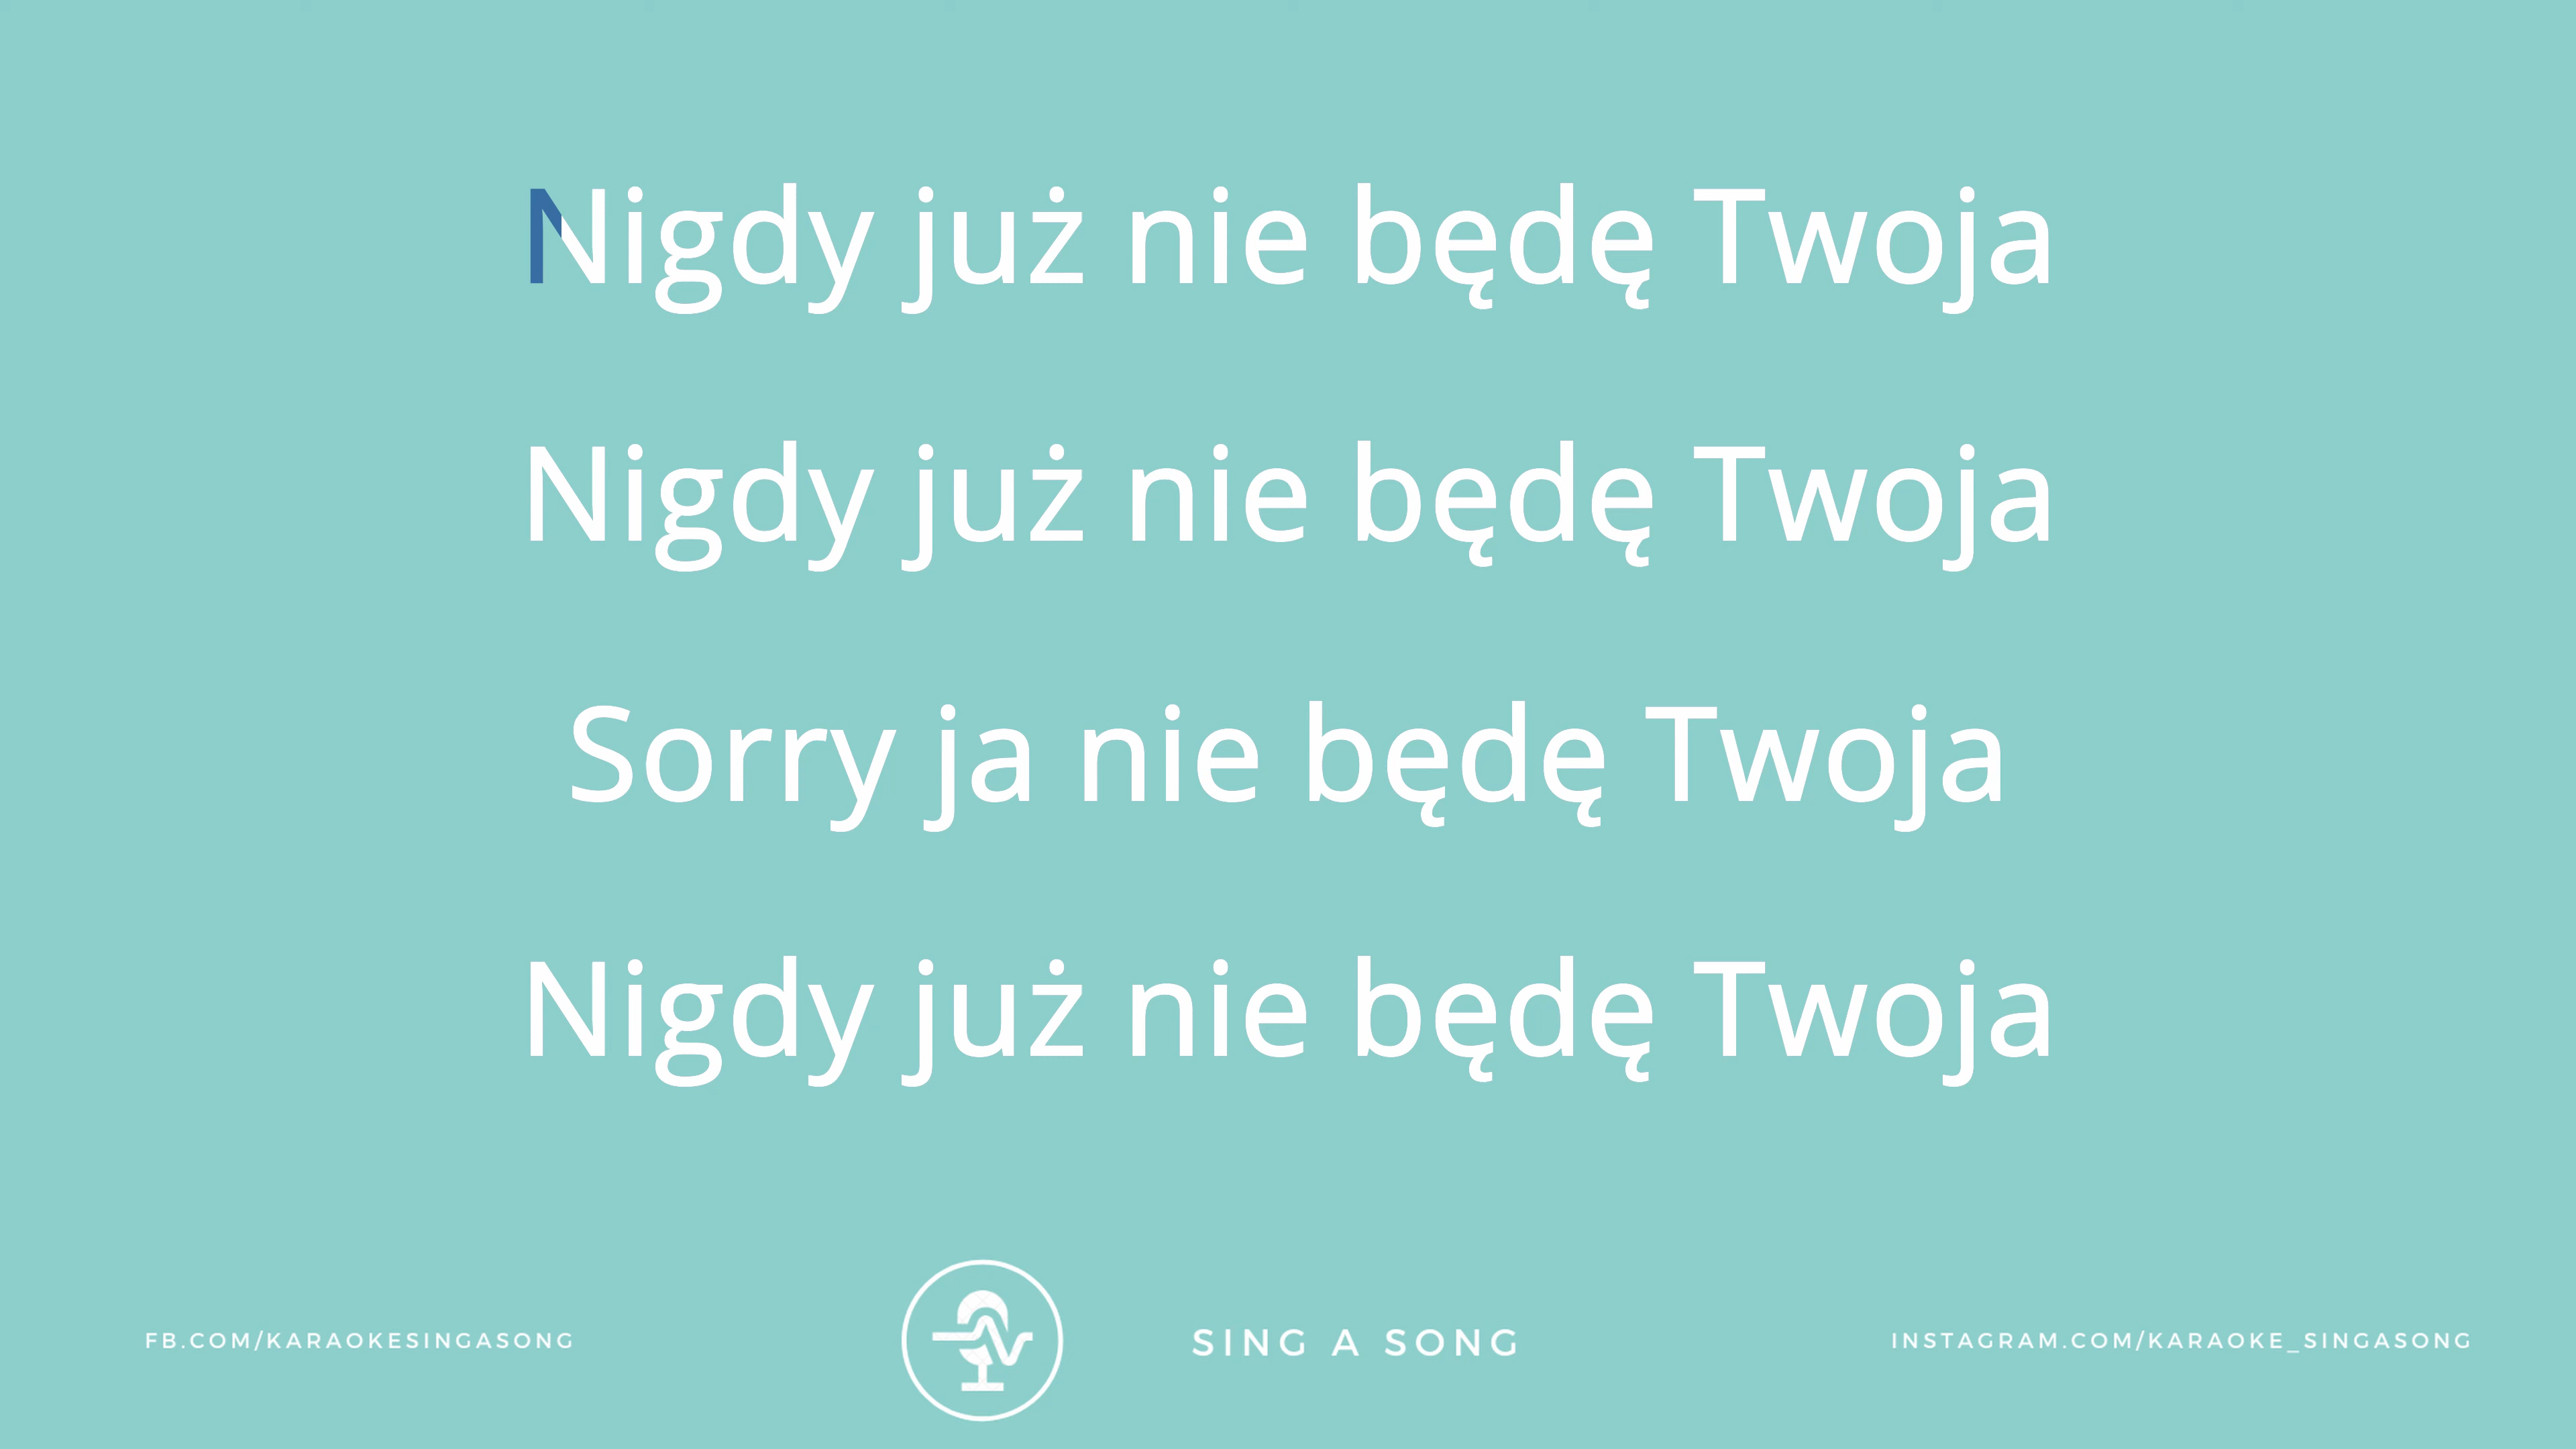 Nigdy już nie będę Twoja
Nigdy już nie będę Twoja
Sorry ja nie będę Twoja
Nigdy już nie będę Twoja
FB.COM/KARAOKESINGASONG
SING A SONG
INSTAGRAM.COM/KARAOKE_SINGASONG